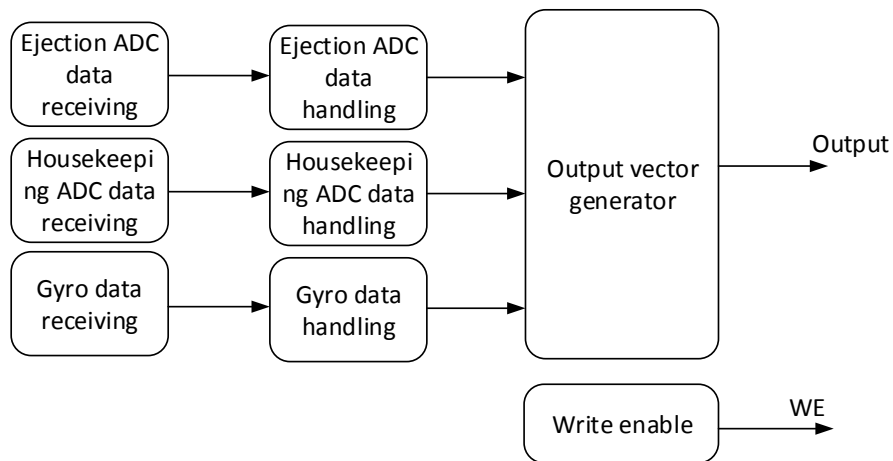 Ejection ADC
data
receiving
Ejection ADC
data
handling
Housekeepi
ng ADC data
receiving
Housekeepi
ng ADC data
handling
Gyro data
receiving
Gyro data
handling
Output vector
generator
Output
Write enable
WE